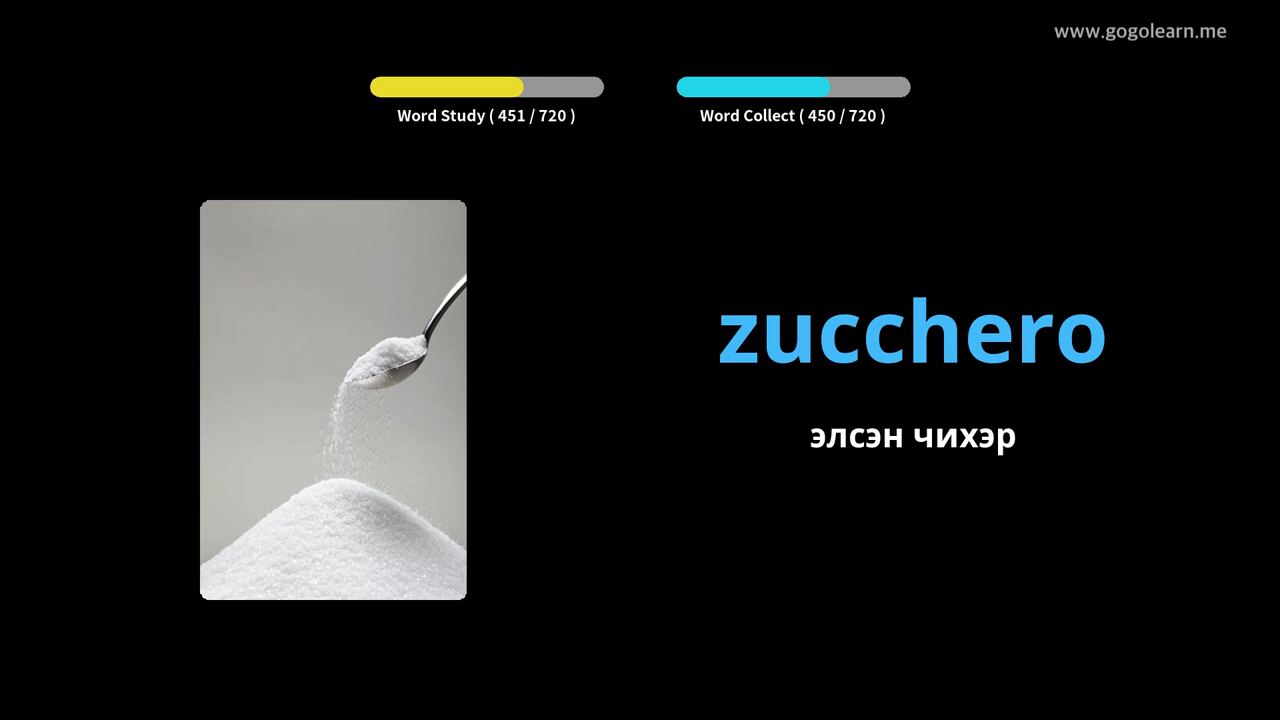 www.gogolearn.me
Word Study ( 451 / 720 )
Word Collect ( 450 / 720 )
zucchero
элсэн чихэр